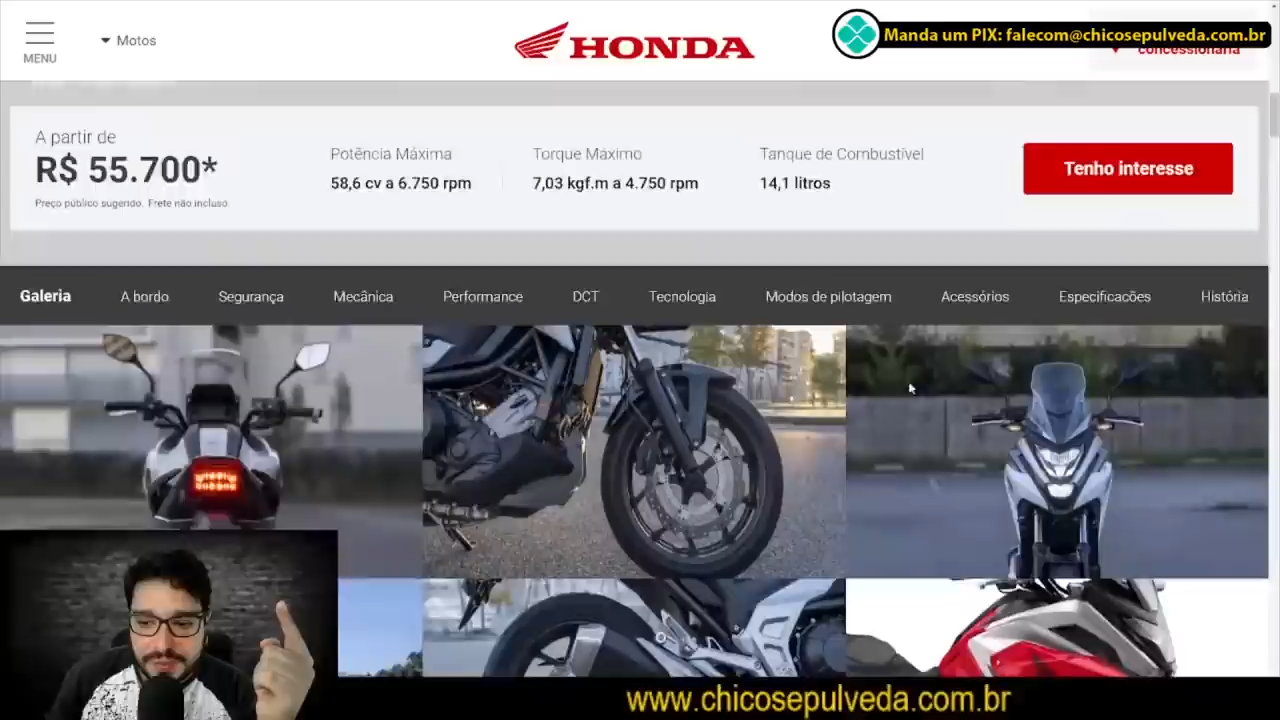 MENU
Motos
HONDA
Manda um PIX: falecom@chicosepulveda.com.br
concessionária
A partir de
R$ 55.700*
Preço público sugerido. Frete não incluso
Potência Máxima
58,6 cv a 6.750 rpm
Torque Máximo
7,03 kgf.m a 4.750 rpm
Tanque de Combustível
14,1 litros
Tenho interesse
Galeria
A bordo
Segurança
Mecânica
Performance
DCT
Tecnologia
Modos de pilotagem
Acessórios
Especificações
História
www.chicosepulveda.com.br